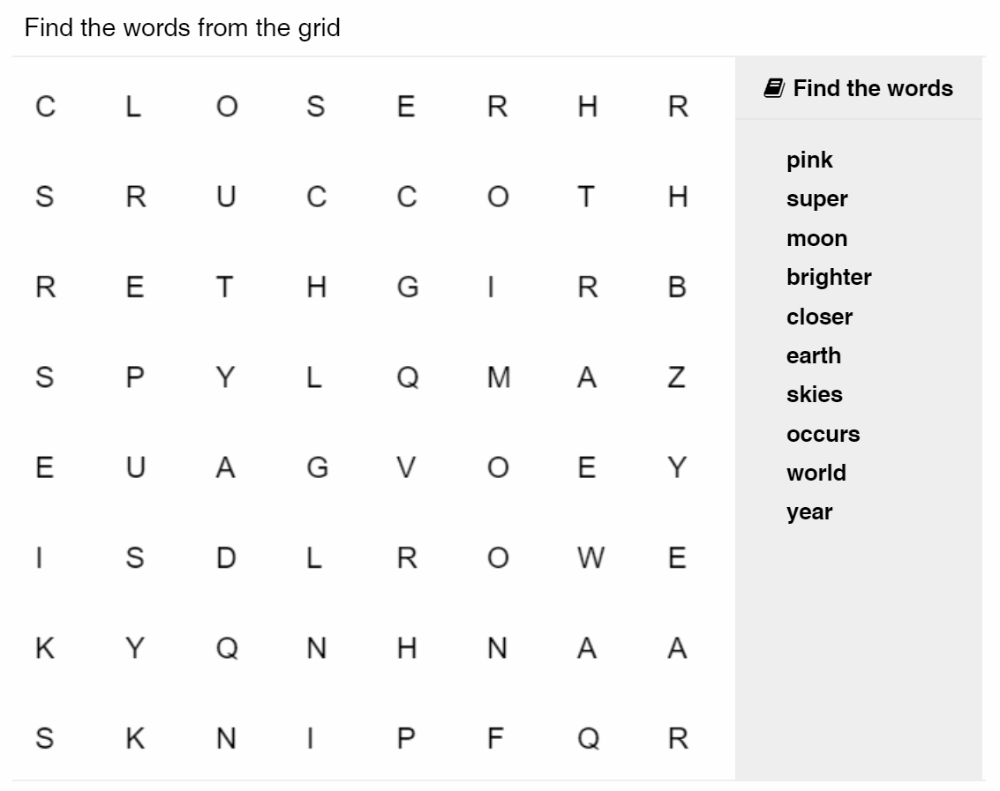 Find the words from the grid
C L O S E R H R
S R U C C O T H
R E T H G I R B
S P Y L Q M A Z
E U A G V O E Y
I S D L R O W E
K Y Q N H N A A
S K N I P F Q R
Find the words
pink
super
moon
brighter
closer
earth
skies
occurs
world
year